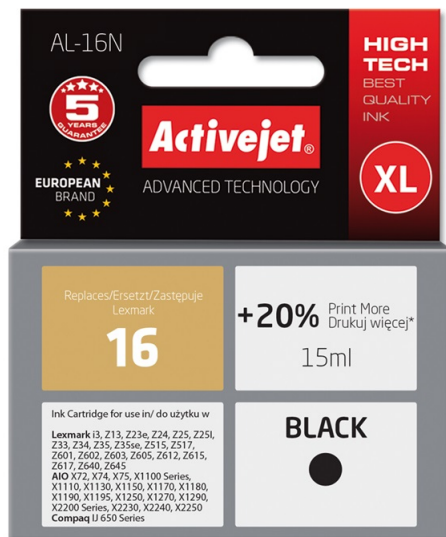 AL-16N
HIGH
TECH
BEST
QUALITY
INK
XL
5
YEARS
GUARANTEE
Activejet®
EUROPEAN
BRAND
ADVANCED TECHNOLOGY
Replaces/Ersetzt/Zastępuje
Lexmark
16
+20% Print More
Drukuj więcej*
15ml
Ink Cartridge for use in/ do użytku w
Lexmark i3, Z13, Z23e, Z24, Z25, Z25l,
Z33, Z34, Z35, Z35se, Z515, Z517,
Z601, Z602, Z603, Z605, Z612, Z615,
Z617, Z640, Z645
AIO X72, X74, X75, X1100 Series,
X1110, X1130, X1150, X1170, X1180,
X1190, X1195, X1250, X1270, X1290,
X2200 Series, X2230, X2240, X2250
Compaq IJ 650 Series
BLACK